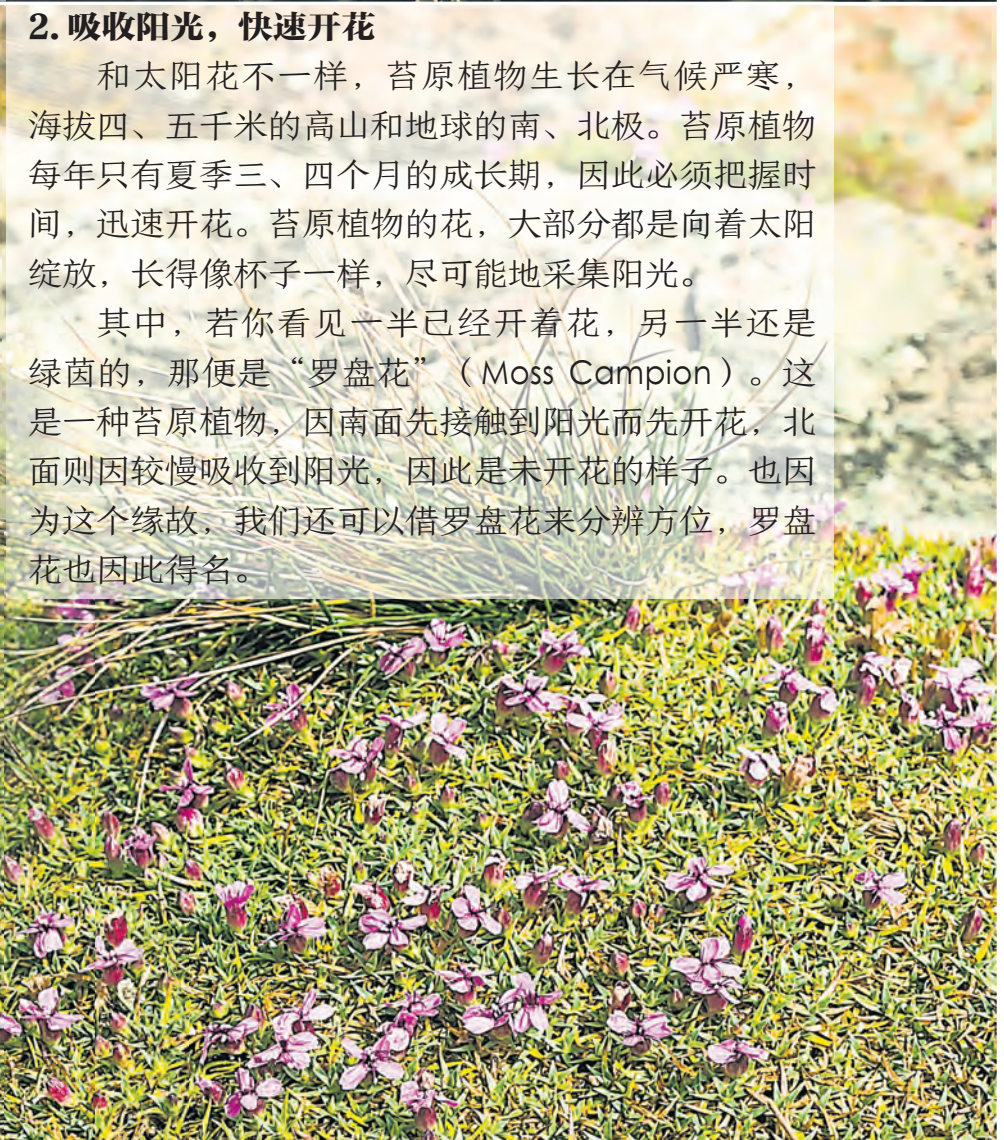 2. 吸收阳光，快速开花
和太阳花不一样，苔原植物生长在气候严寒，
海拔四、五千米的高山和地球的南、北极。苔原植物
每年只有夏季三、四个月的成长期，因此必须把握时
间，迅速开花。苔原植物的花，大部分都是向着太阳
绽放，长得像杯子一样，尽可能地采集阳光。
其中，若你看见一半已经开着花，另一半还是
绿茵的，那便是“罗盘花”（Moss Campion）。这
是一种苔原植物，因南面先接触到阳光而先开花，北
面则因较慢吸收到阳光，因此是未开花的样子。也因
为这个缘故，我们还可以借罗盘花来分辨方位，罗盘
花也因此得名。